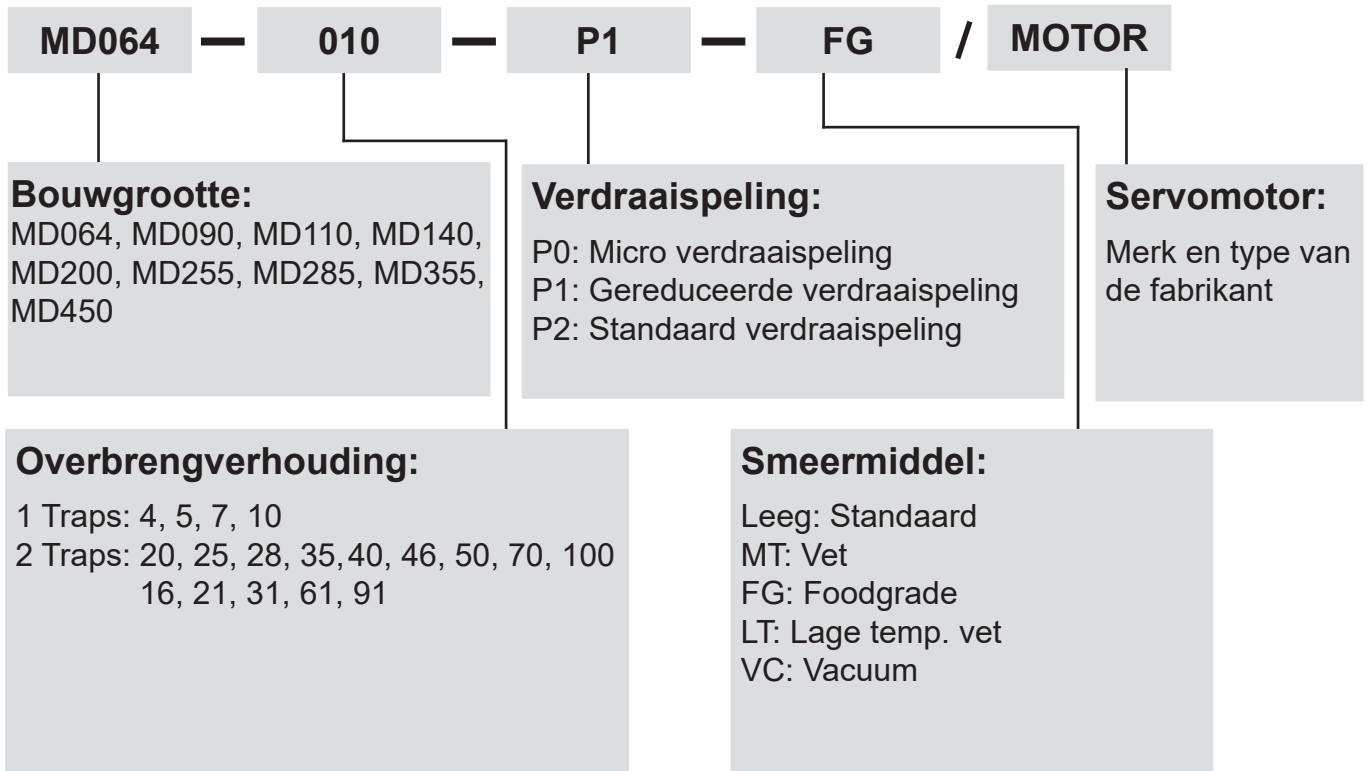 MD064 — 010 — P1 — FG / MOTOR
Bouwgrootte:
MD064, MD090, MD110, MD140,
MD200, MD255, MD285, MD355,
MD450
Verdraaispeling:
P0: Micro verdraaispeling
P1: Gereduceerde verdraaispeling
P2: Standaard verdraaispeling
Servomotor:
Merk en type van
de fabrikant
Overbrengverhouding:
1 Traps: 4, 5, 7, 10
2 Traps: 20, 25, 28, 35, 40, 46, 50, 70, 100
16, 21, 31, 61, 91
Smeermiddel:
Leeg: Standaard
MT: Vet
FG: Foodgrade
LT: Lage temp. vet
VC: Vacuum